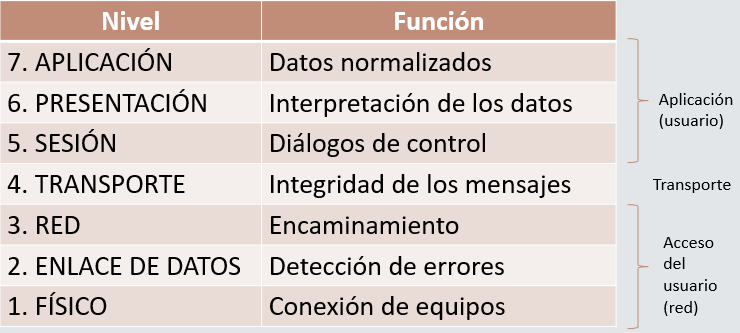 Nivel Función
7. APLICACIÓN Datos normalizados
6. PRESENTACIÓN Interpretación de los datos
5. SESIÓN Diálogos de control
4. TRANSPORTE Integridad de los mensajes
3. RED Encaminamiento
2. ENLACE DE DATOS Detección de errores
1. FÍSICO Conexión de equipos
Aplicación
(usuario)
Transporte
Acceso
del
usuario
(red)